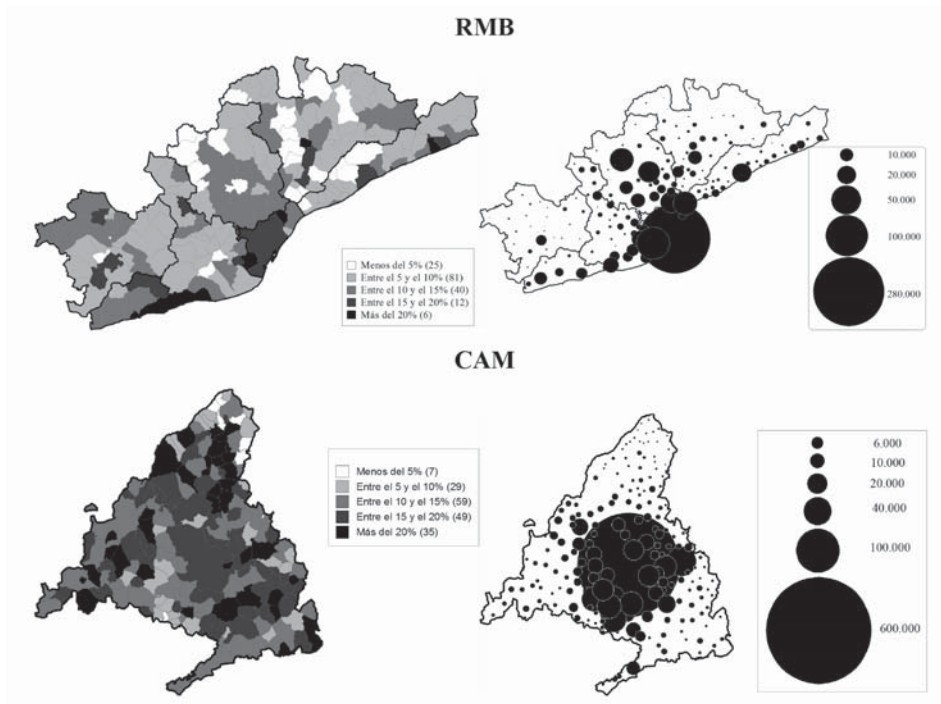 RMB
Menos del 5% (25)
Entre el 5 y el 10% (81)
Entre el 10 y el 15% (40)
Entre el 15 y el 20% (12)
Más del 20% (6)
10.000
20.000
50.000
100.000
280.000
CAM
Menos del 5% (7)
Entre el 5 y el 10% (29)
Entre el 10 y el 15% (59)
Entre el 15 y el 20% (49)
Más del 20% (35)
6.000
10.000
20.000
40.000
100.000
600.000